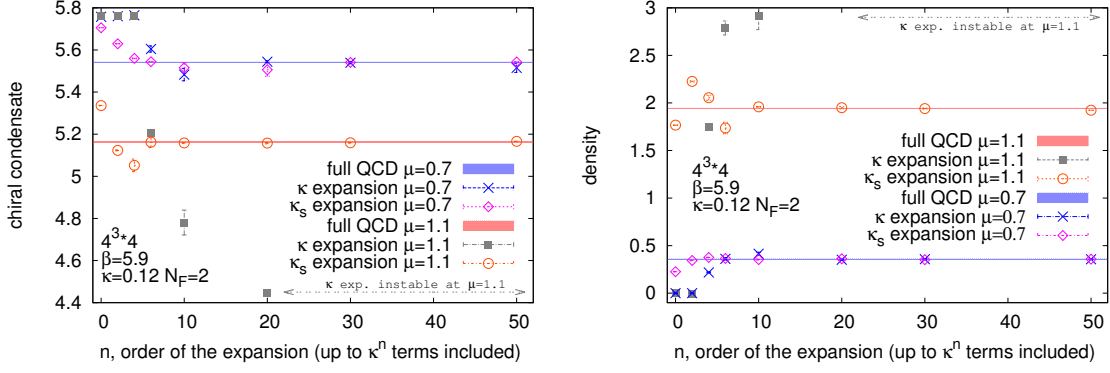 5.8
5.6
5.4
5.2
5
4.8
4.6
4.4
chiral condensate
full QCD μ=0.7
κ expansion μ=0.7
κs expansion μ=0.7
full QCD μ=1.1
κ expansion μ=1.1
κs expansion μ=1.1
4³*4
β=5.9
κ=0.12 N_F=2
κ exp. instable at μ=1.1
0 10 20 30 40 50
n, order of the expansion (up to κⁿ terms included)
3
2.5
2
1.5
1
0.5
0
density
κ exp. instable at μ=1.1
full QCD μ=1.1
κ expansion μ=1.1
κs expansion μ=1.1
full QCD μ=0.7
κ expansion μ=0.7
κs expansion μ=0.7
4³*4
β=5.9
κ=0.12 N_F=2
0 10 20 30 40 50
n, order of the expansion (up to κⁿ terms included)